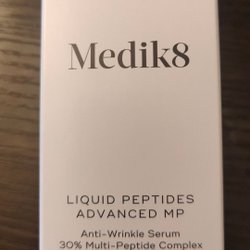 Medik8
LIQUID PEPTIDES
ADVANCED MP
Anti-Wrinkle Serum
30% Multi-Peptide Complex